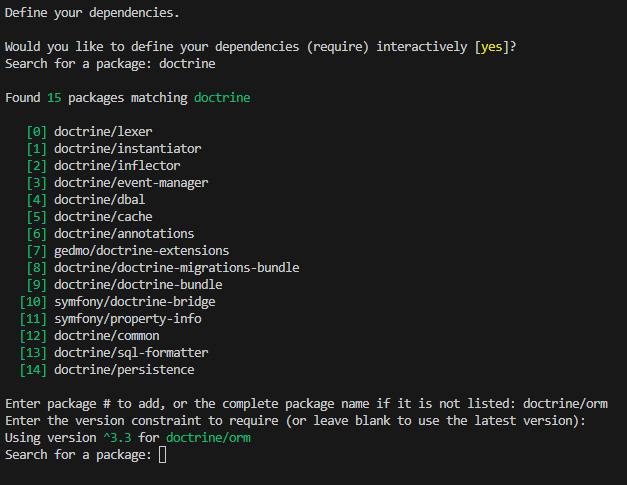 Define your dependencies.
Would you like to define your dependencies (require) interactively [yes]?
Search for a package: doctrine
Found 15 packages matching doctrine
[0] doctrine/lexer
[1] doctrine/instantiator
[2] doctrine/inflector
[3] doctrine/event-manager
[4] doctrine/dbal
[5] doctrine/cache
[6] doctrine/annotations
[7] gedmo/doctrine-extensions
[8] doctrine/doctrine-migrations-bundle
[9] doctrine/doctrine-bundle
[10] symfony/doctrine-bridge
[11] symfony/property-info
[12] doctrine/common
[13] doctrine/sql-formatter
[14] doctrine/persistence
Enter package # to add, or the complete package name if it is not listed: doctrine/orm
Enter the version constraint to require (or leave blank to use the latest version):
Using version ^3.3 for doctrine/orm
Search for a package: